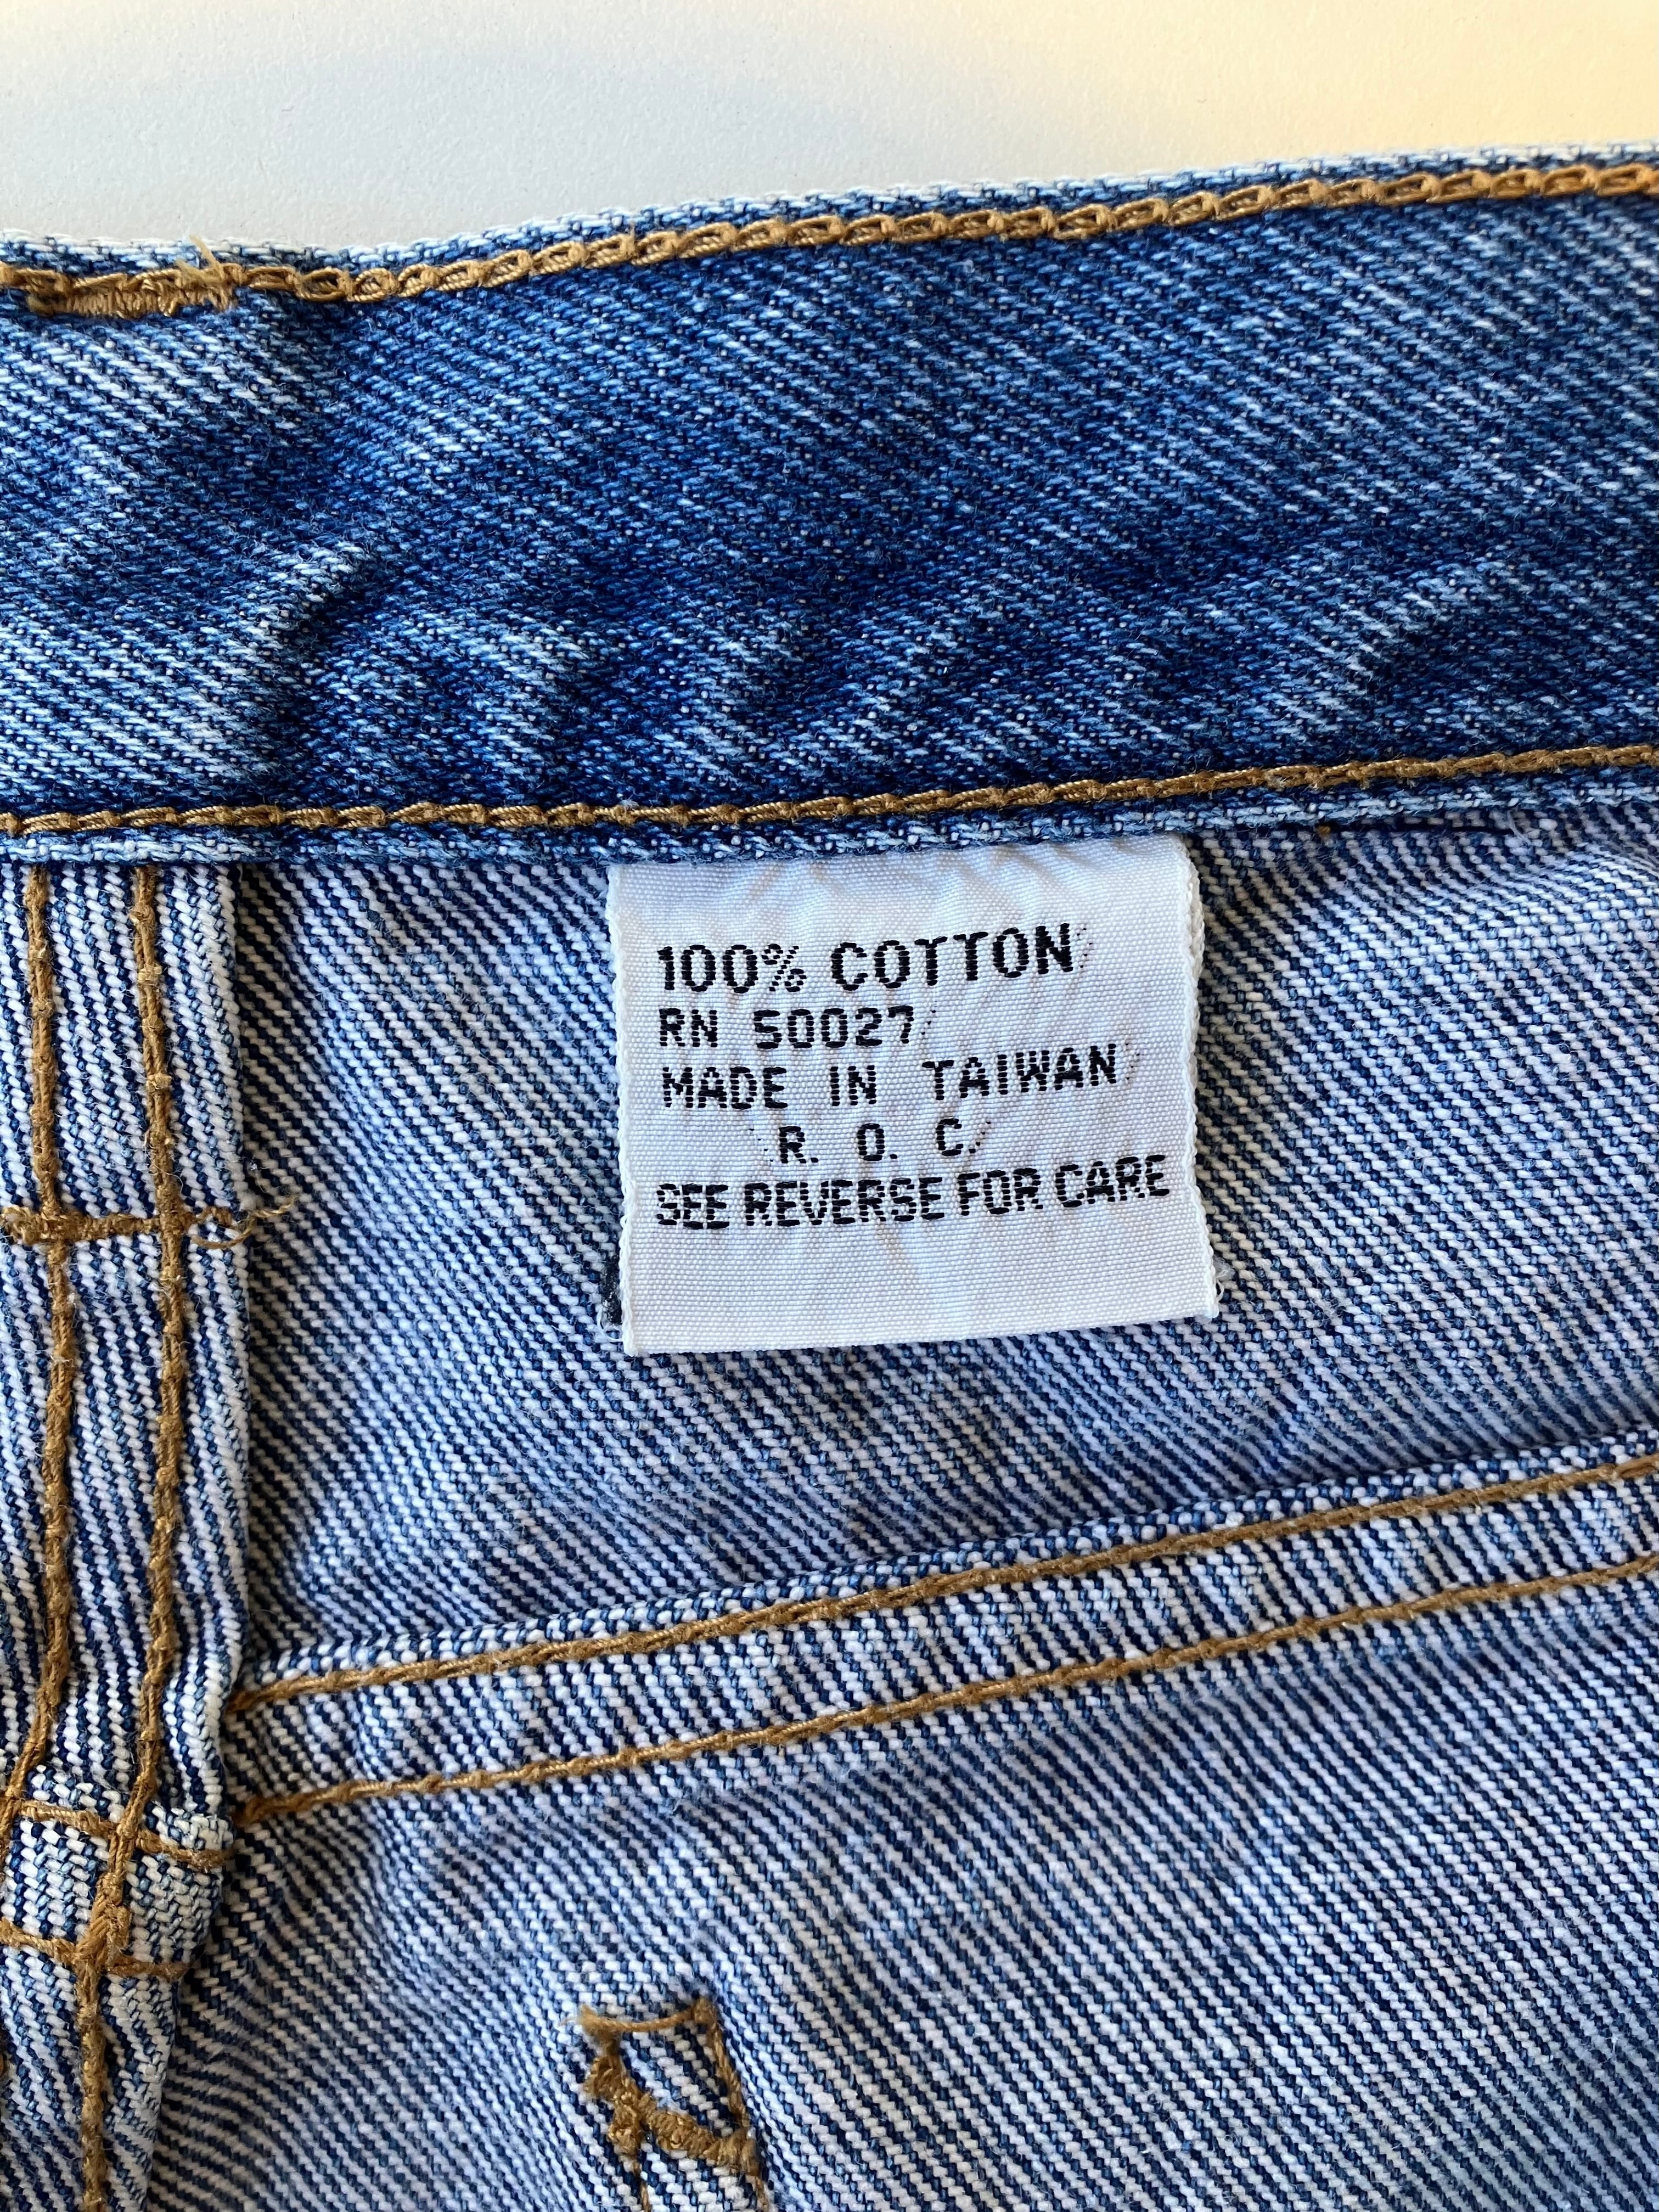 100% COTTON
RN 50027
MADE IN TAIWAN
R. O. C.
SEE REVERSE FOR CARE